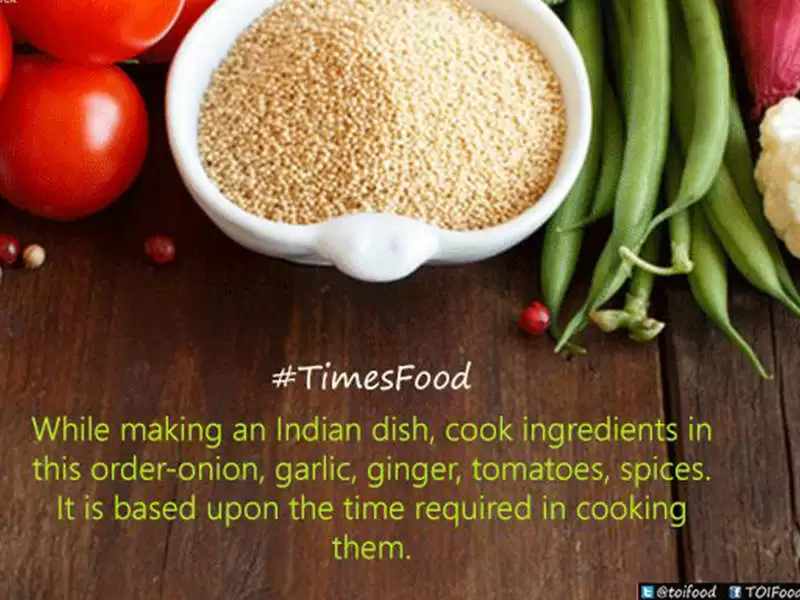 #TimesFood
While making an Indian dish, cook ingredients in
this order-onion, garlic, ginger, tomatoes, spices.
It is based upon the time required in cooking
them.
@toifood TOIFood